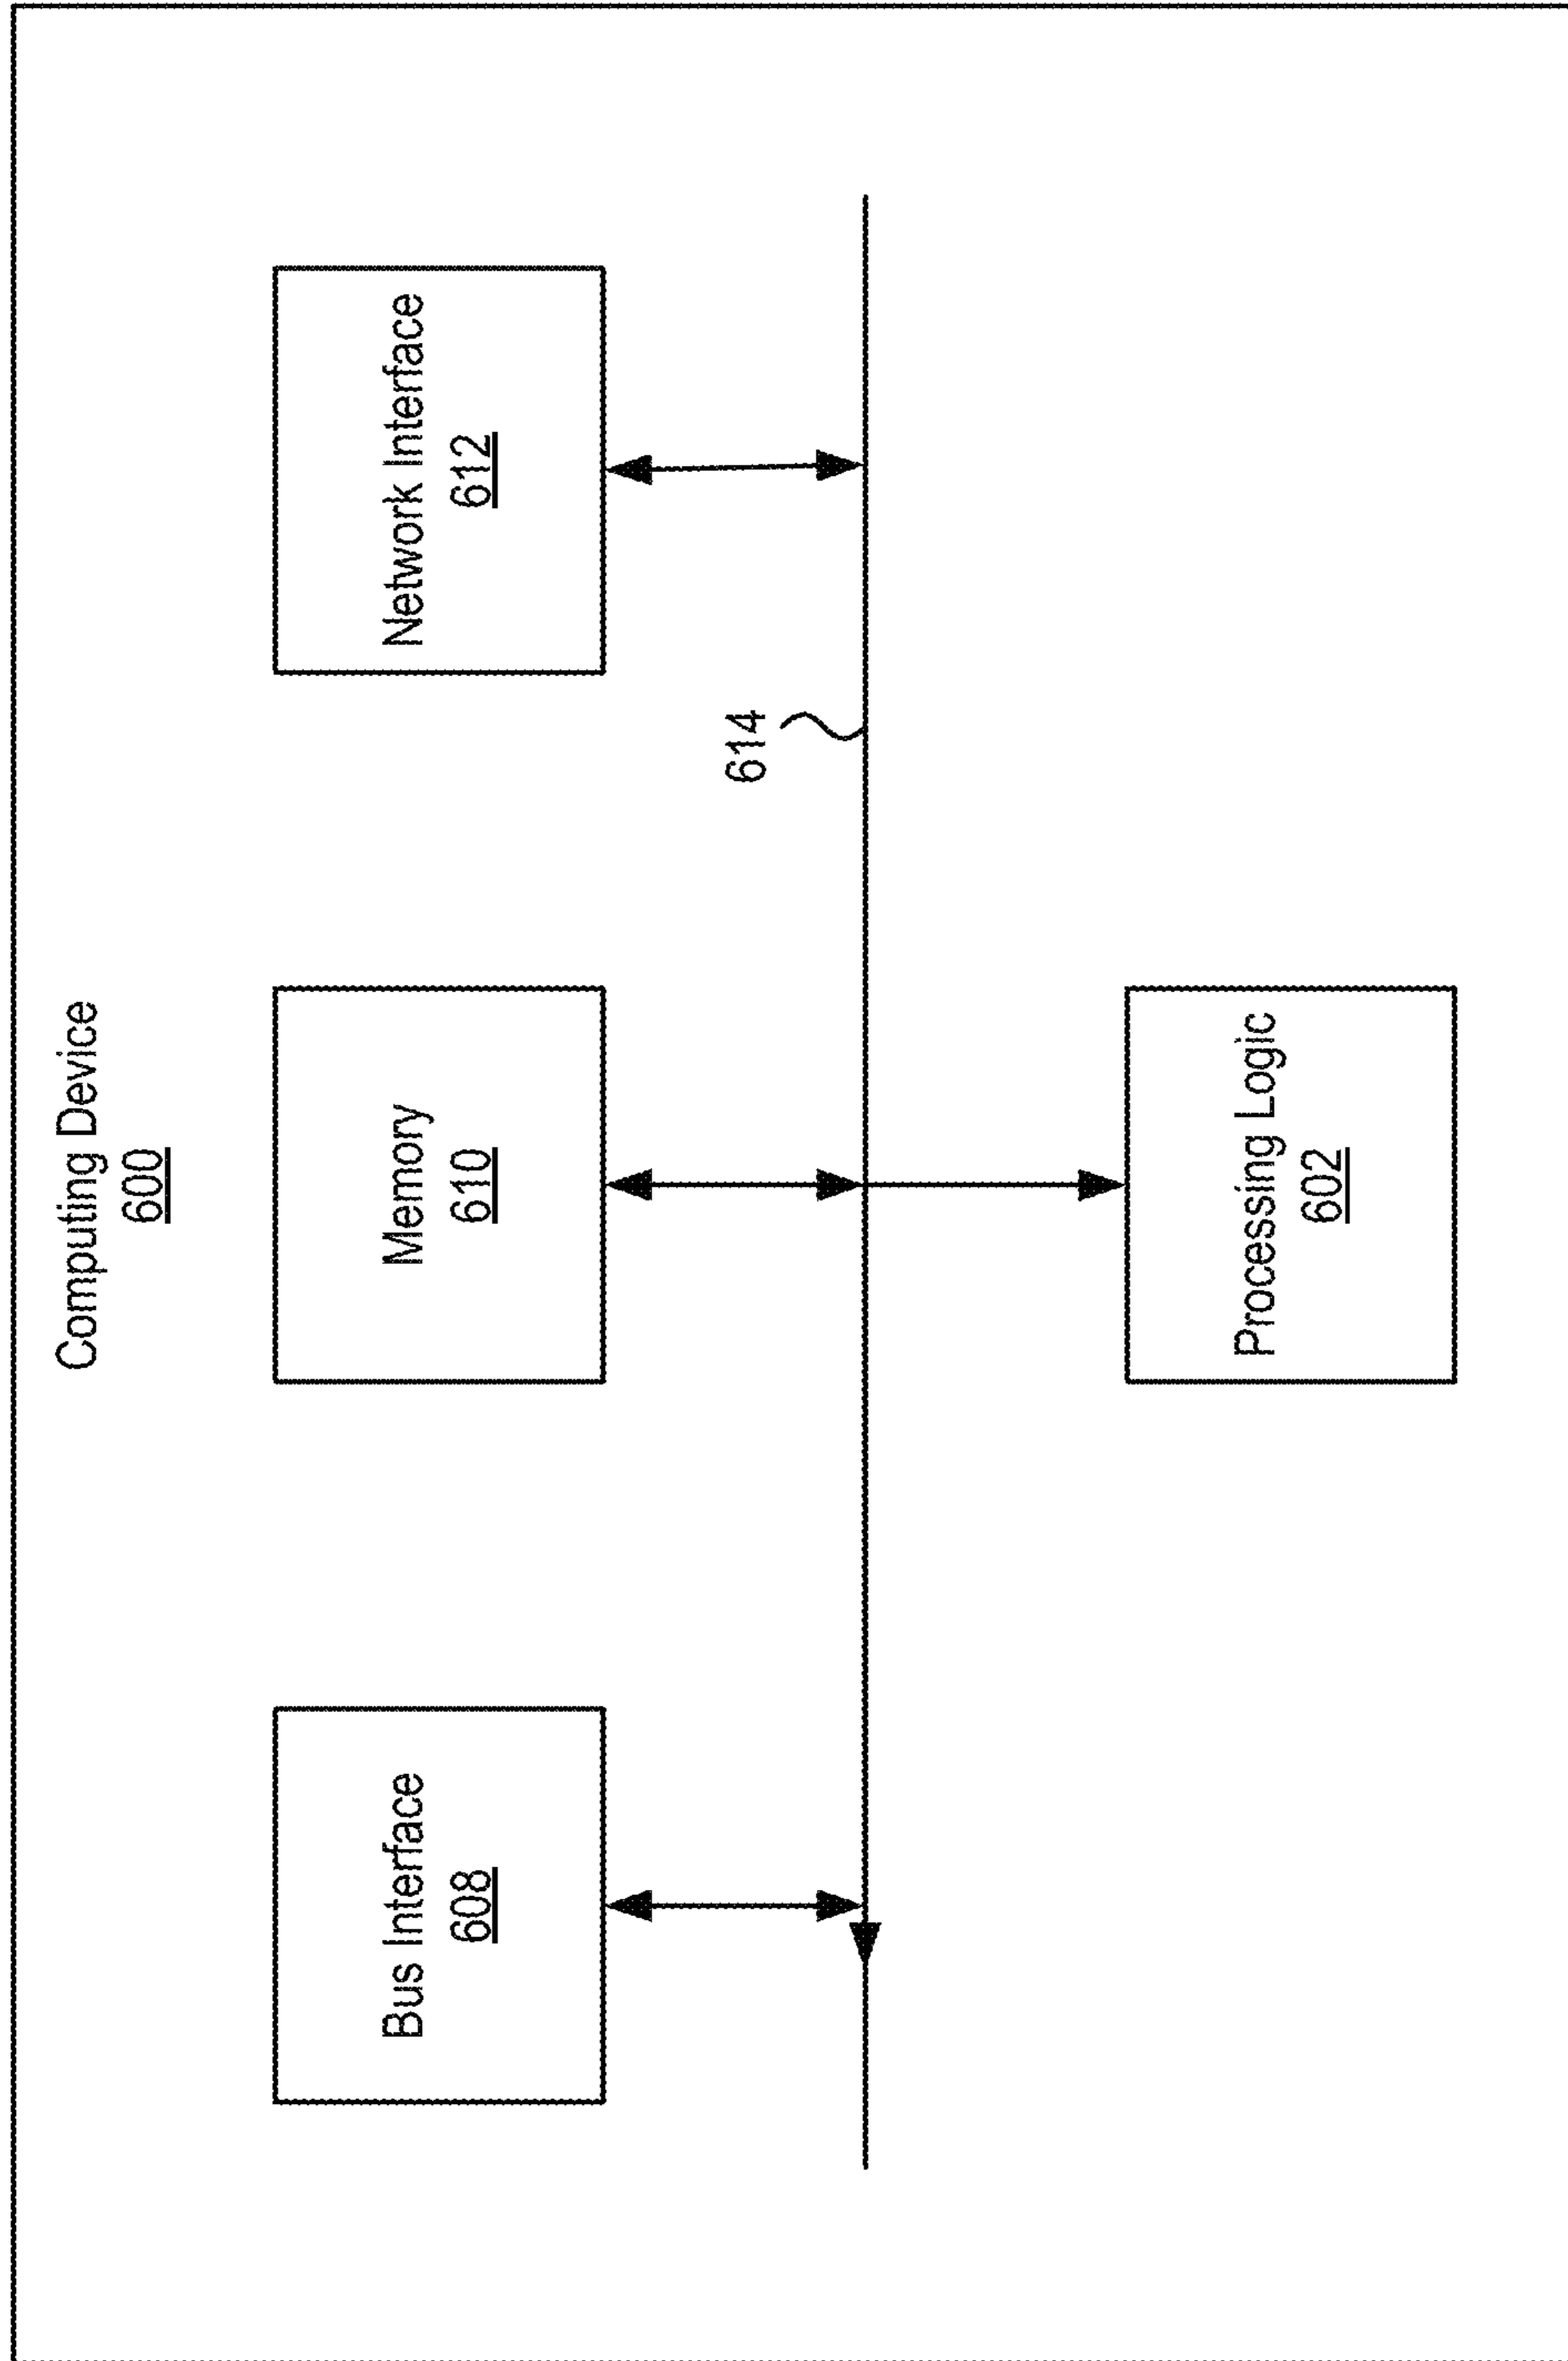 Computing Device
600
Bus Interface
608
Memory
610
Network Interface
612
614
Processing Logic
602